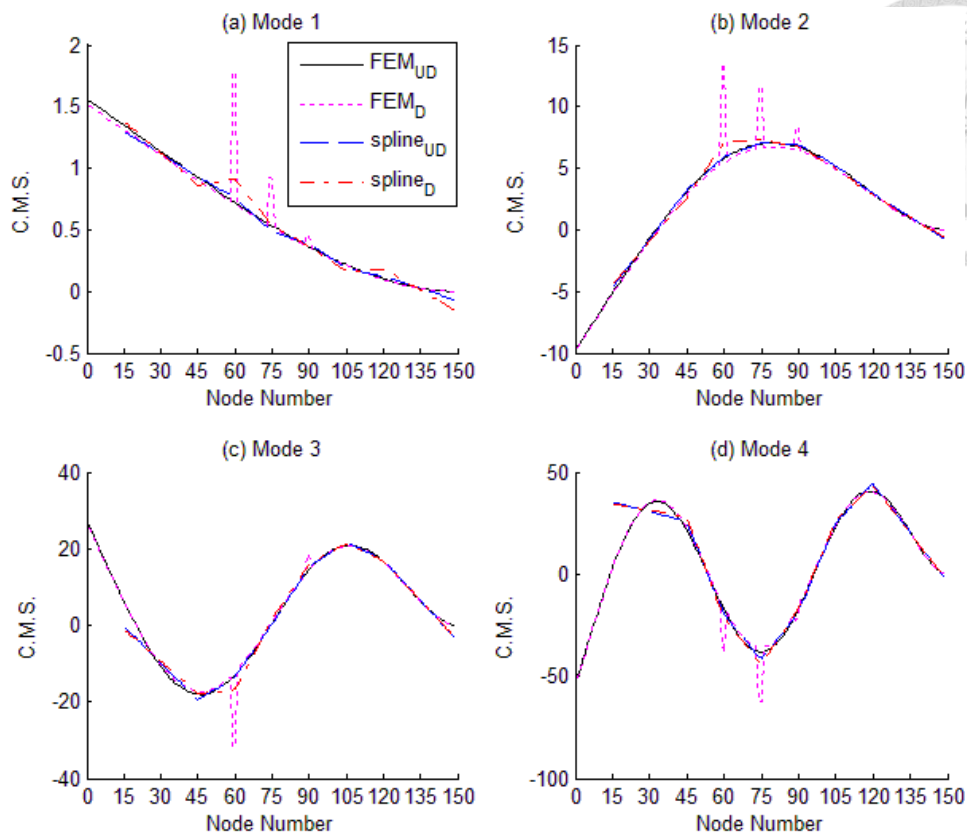 (a) Mode 1
2
1.5
1
0.5
0
-0.5
C.M.S.
0 15 30 45 60 75 90 105 120 135 150
Node Number
FEM_UD
FEM_D
spline_UD
spline_D
(b) Mode 2
15
10
5
0
-5
-10
C.M.S.
0 15 30 45 60 75 90 105 120 135 150
Node Number
(c) Mode 3
40
20
0
-20
-40
C.M.S.
0 15 30 45 60 75 90 105 120 135 150
Node Number
(d) Mode 4
50
0
-50
-100
C.M.S.
0 15 30 45 60 75 90 105 120 135 150
Node Number